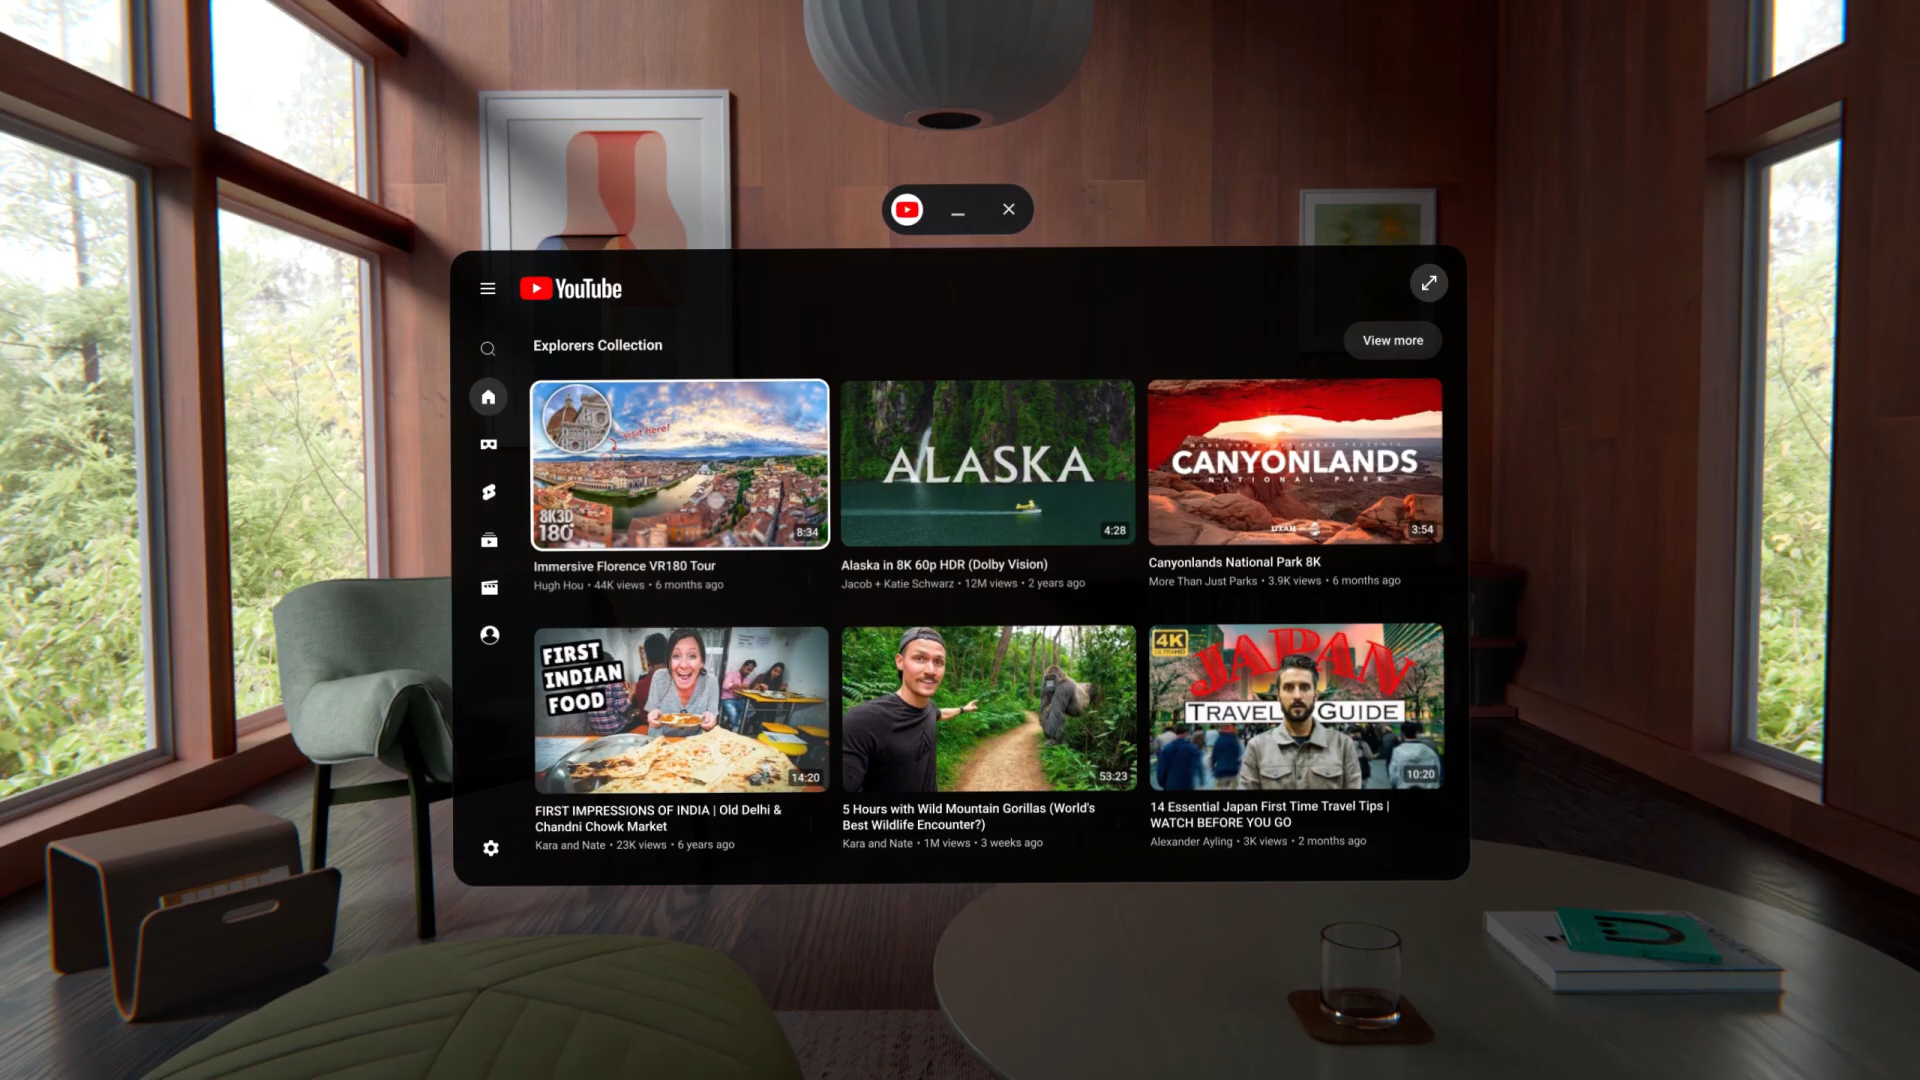 YouTube
Explorers Collection
View more
visit here!
8K3D
180°
8:34
ALASKA
4:28
CANYONLANDS
NATIONAL PARK
UTAH
3:54
Immersive Florence VR180 Tour
Hugh Hou • 44K views • 6 months ago
Alaska in 8K 60p HDR (Dolby Vision)
Jacob + Katie Schwarz • 12M views • 2 years ago
Canyonlands National Park 8K
More Than Just Parks • 3.9K views • 6 months ago
FIRST
INDIAN
FOOD
14:20
53:23
4K
ULTRA HD
JAPAN
TRAVEL GUIDE
10:20
FIRST IMPRESSIONS OF INDIA | Old Delhi &
Chandni Chowk Market
Kara and Nate • 23K views • 6 years ago
5 Hours with Wild Mountain Gorillas (World's
Best Wildlife Encounter?)
Kara and Nate • 1M views • 3 weeks ago
14 Essential Japan First Time Travel Tips |
WATCH BEFORE YOU GO
Alexander Ayling • 3K views • 2 months ago